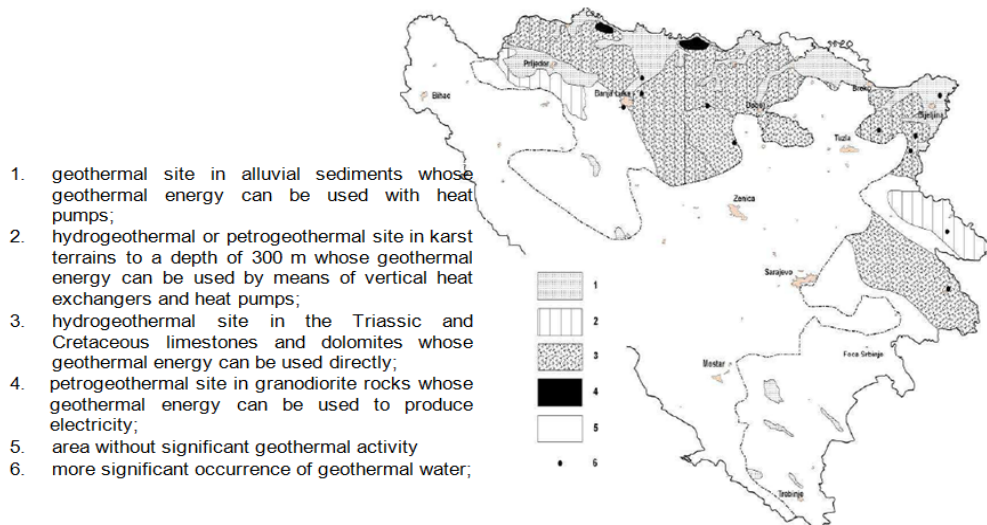 1. geothermal site in alluvial sediments whose
geothermal energy can be used with heat
pumps;
2. hydrogeothermal or petrogeothermal site in karst
terrains to a depth of 300 m whose geothermal
energy can be used by means of vertical heat
exchangers and heat pumps;
3. hydrogeothermal site in the Triassic and
Cretaceous limestones and dolomites whose
geothermal energy can be used directly;
4. petrogeothermal site in granodiorite rocks whose
geothermal energy can be used to produce
electricity;
5. area without significant geothermal activity
6. more significant occurrence of geothermal water;
Prijedor
Bihac
Banja Luka
Doboj
Brcko
Bijeljina
Tuzla
Zenica
Sarajevo
Foca Srbinje
Mostar
Trebinje
1
2
3
4
5
6